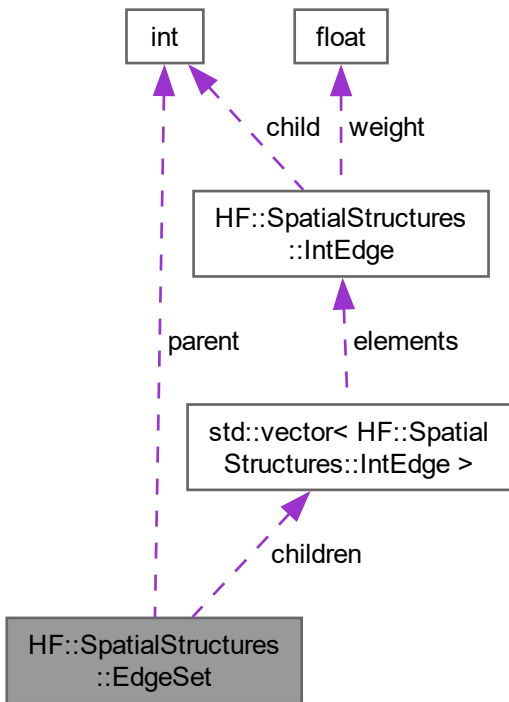 int
float
child
weight
HF::SpatialStructures
::IntEdge
parent
elements
std::vector< HF::Spatial
Structures::IntEdge >
children
HF::SpatialStructures
::EdgeSet